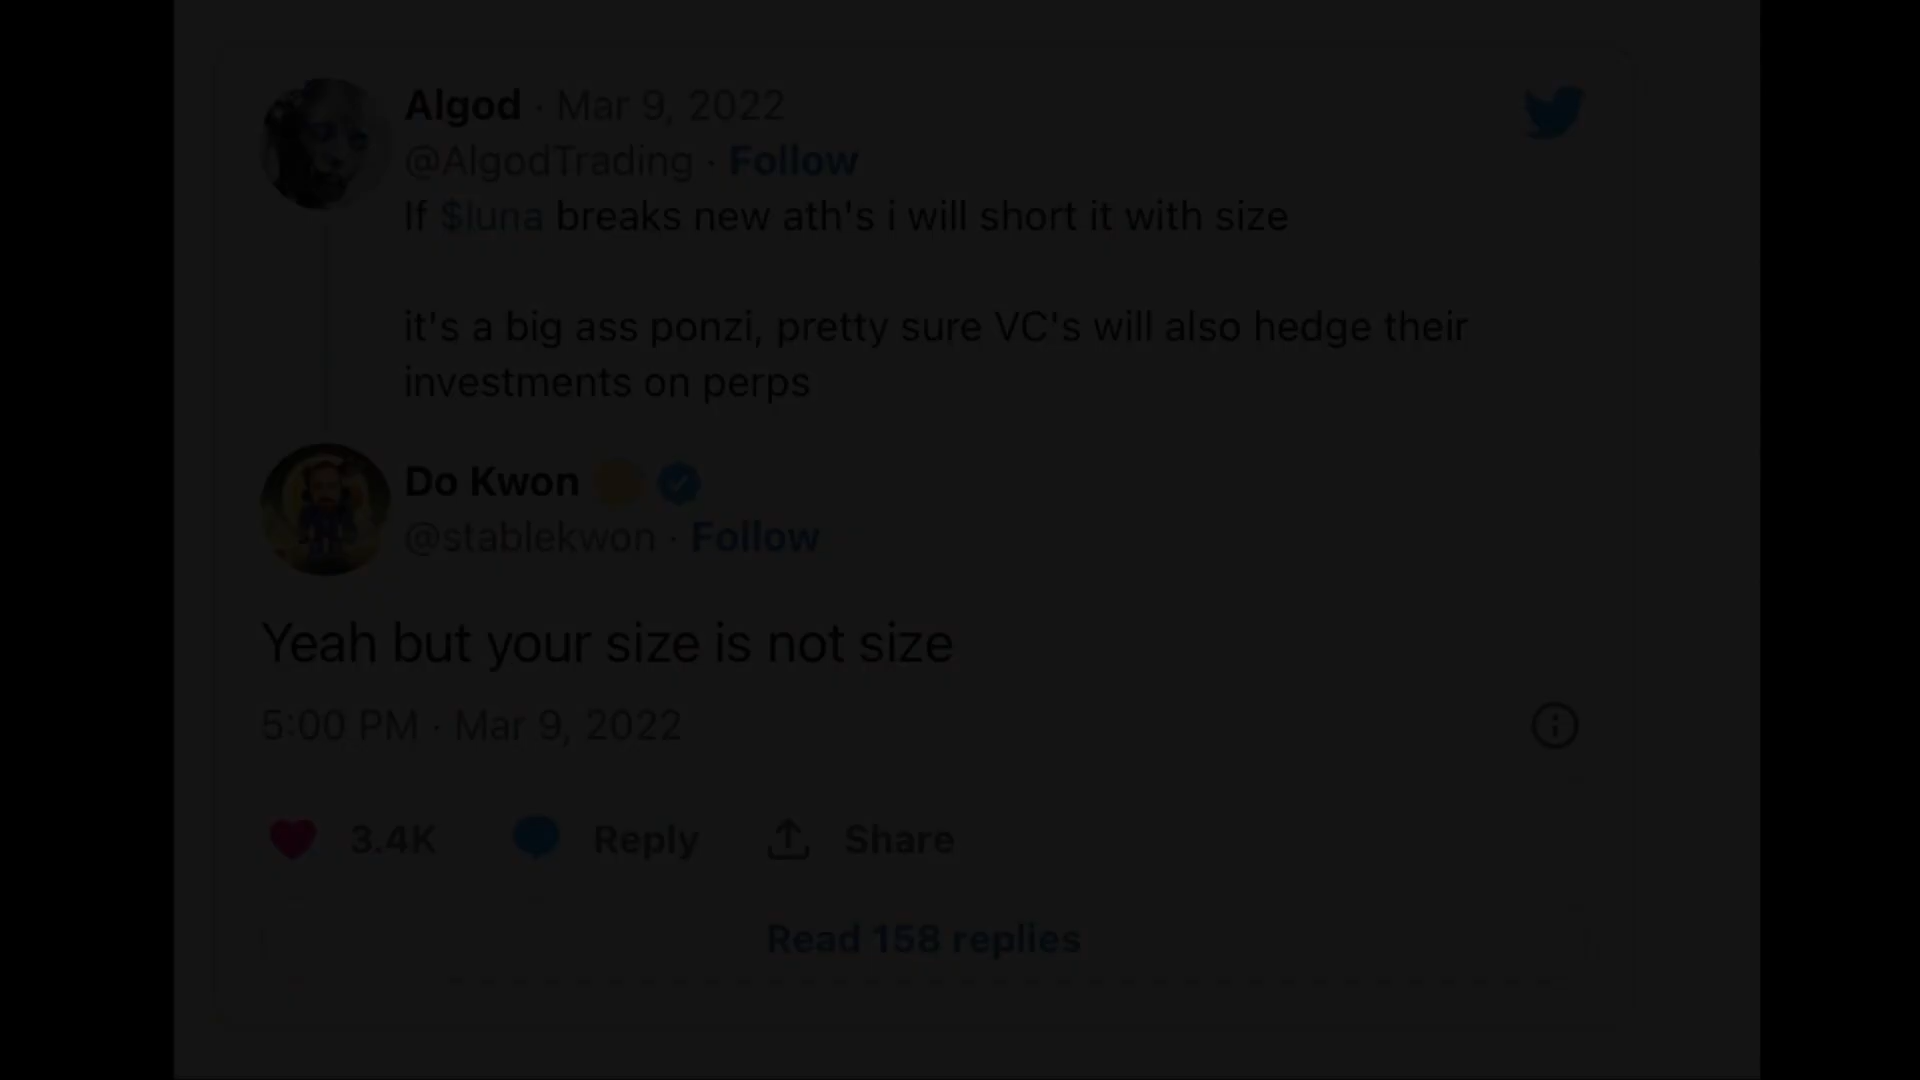 Algod · Mar 9, 2022
@AlgodTrading · Follow
If $luna breaks new ath's i will short it with size
it's a big ass ponzi, pretty sure VC's will also hedge their
investments on perps
Do Kwon
@stablekwon · Follow
Yeah but your size is not size
5:00 PM · Mar 9, 2022
3.4K Reply Share
Read 158 replies